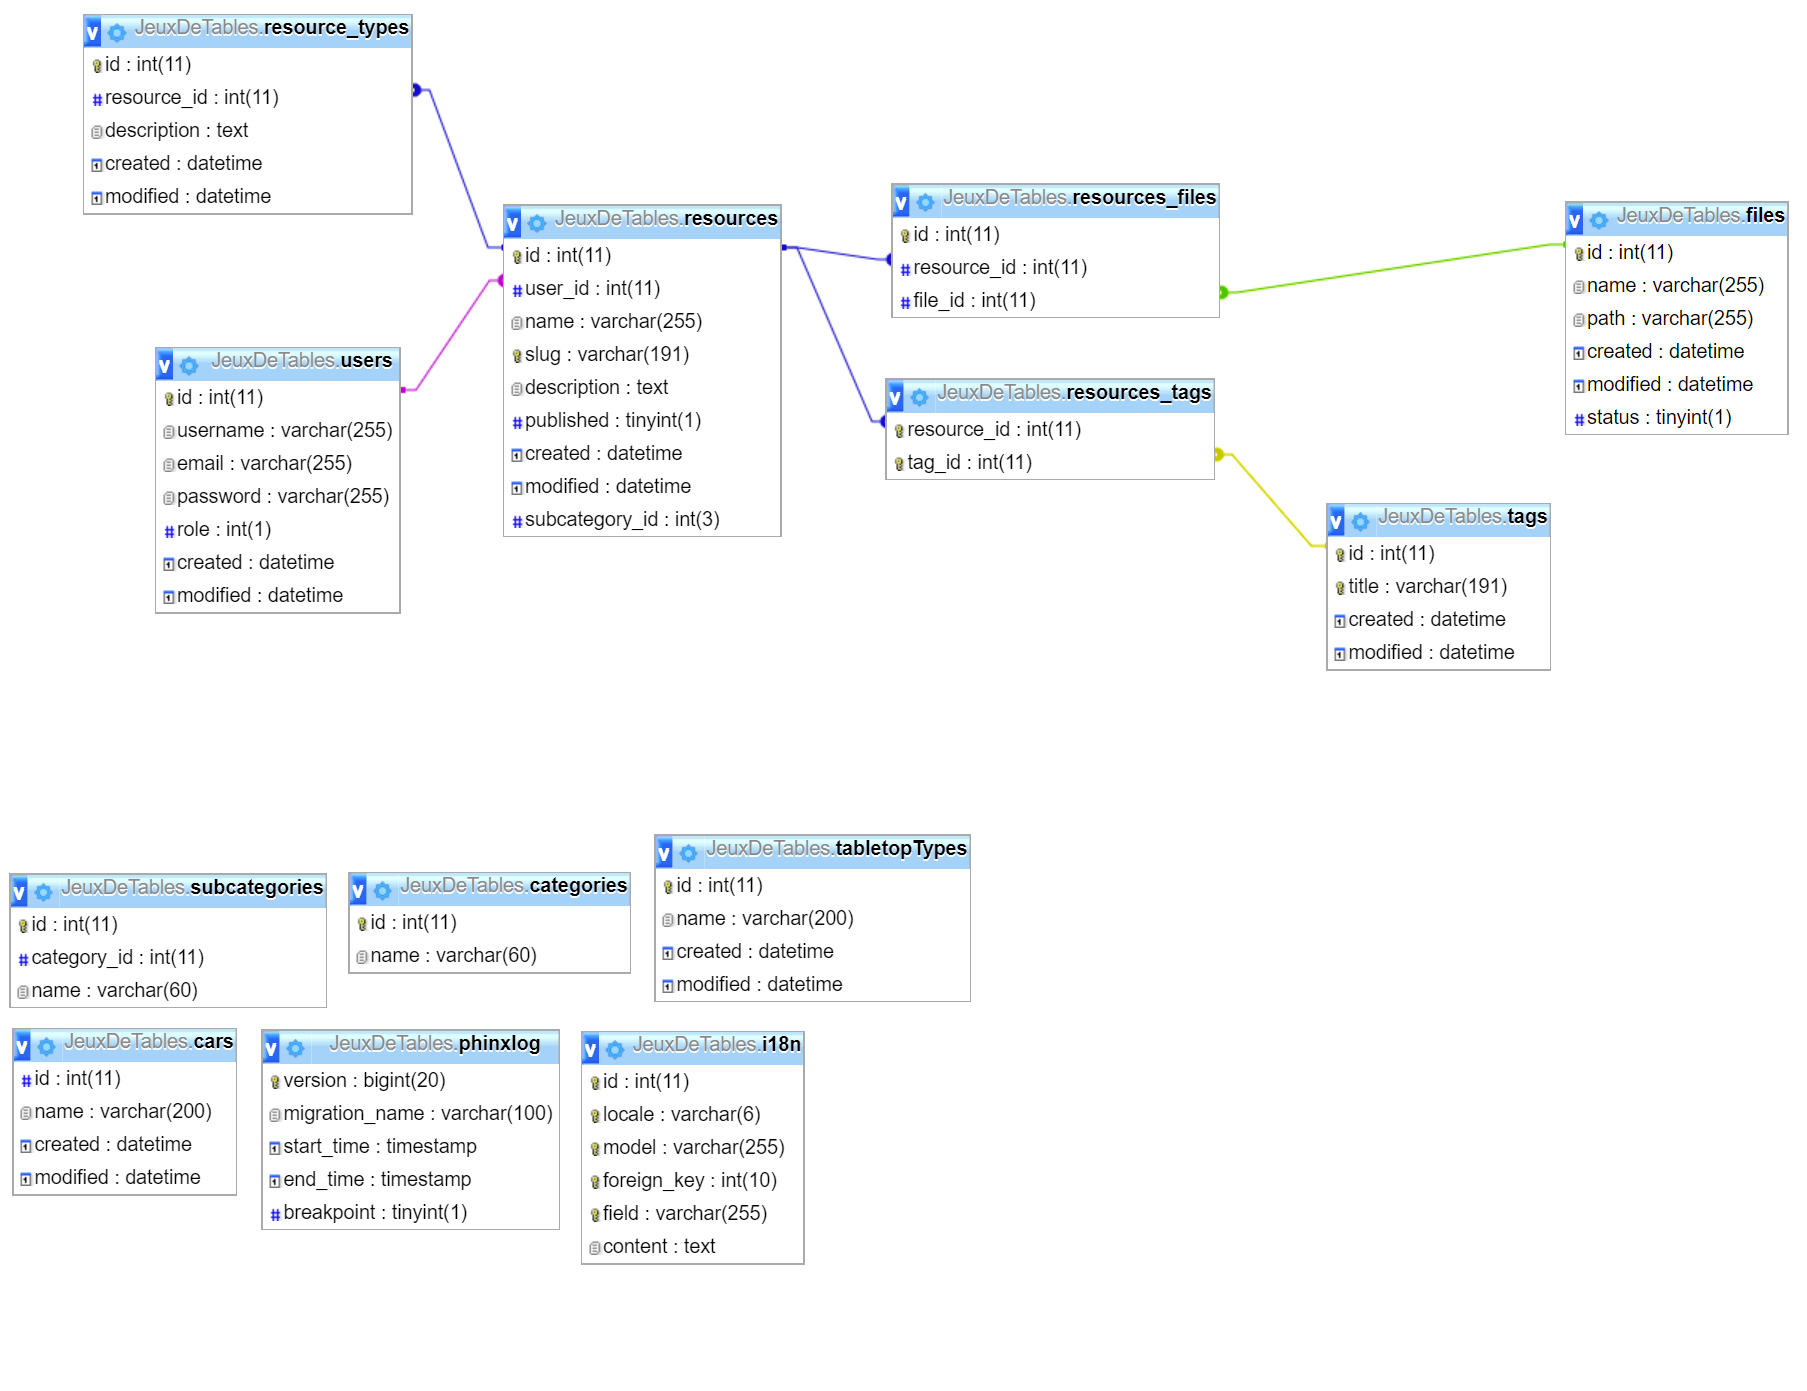 v JeuxDeTables.resource_types
id : int(11)
# resource_id : int(11)
description : text
created : datetime
modified : datetime
v JeuxDeTables.resources
id : int(11)
# user_id : int(11)
name : varchar(255)
slug : varchar(191)
description : text
# published : tinyint(1)
created : datetime
modified : datetime
# subcategory_id : int(3)
v JeuxDeTables.users
id : int(11)
username : varchar(255)
email : varchar(255)
password : varchar(255)
# role : int(1)
created : datetime
modified : datetime
v JeuxDeTables.resources_files
id : int(11)
# resource_id : int(11)
# file_id : int(11)
v JeuxDeTables.resources_tags
resource_id : int(11)
tag_id : int(11)
v JeuxDeTables.files
id : int(11)
name : varchar(255)
path : varchar(255)
created : datetime
modified : datetime
# status : tinyint(1)
v JeuxDeTables.tags
id : int(11)
title : varchar(191)
created : datetime
modified : datetime
v JeuxDeTables.subcategories
id : int(11)
# category_id : int(11)
name : varchar(60)
v JeuxDeTables.categories
id : int(11)
name : varchar(60)
v JeuxDeTables.tabletopTypes
id : int(11)
name : varchar(200)
created : datetime
modified : datetime
v JeuxDeTables.cars
# id : int(11)
name : varchar(200)
created : datetime
modified : datetime
v JeuxDeTables.phinxlog
version : bigint(20)
migration_name : varchar(100)
start_time : timestamp
end_time : timestamp
# breakpoint : tinyint(1)
v JeuxDeTables.i18n
id : int(11)
locale : varchar(6)
model : varchar(255)
foreign_key : int(10)
field : varchar(255)
content : text